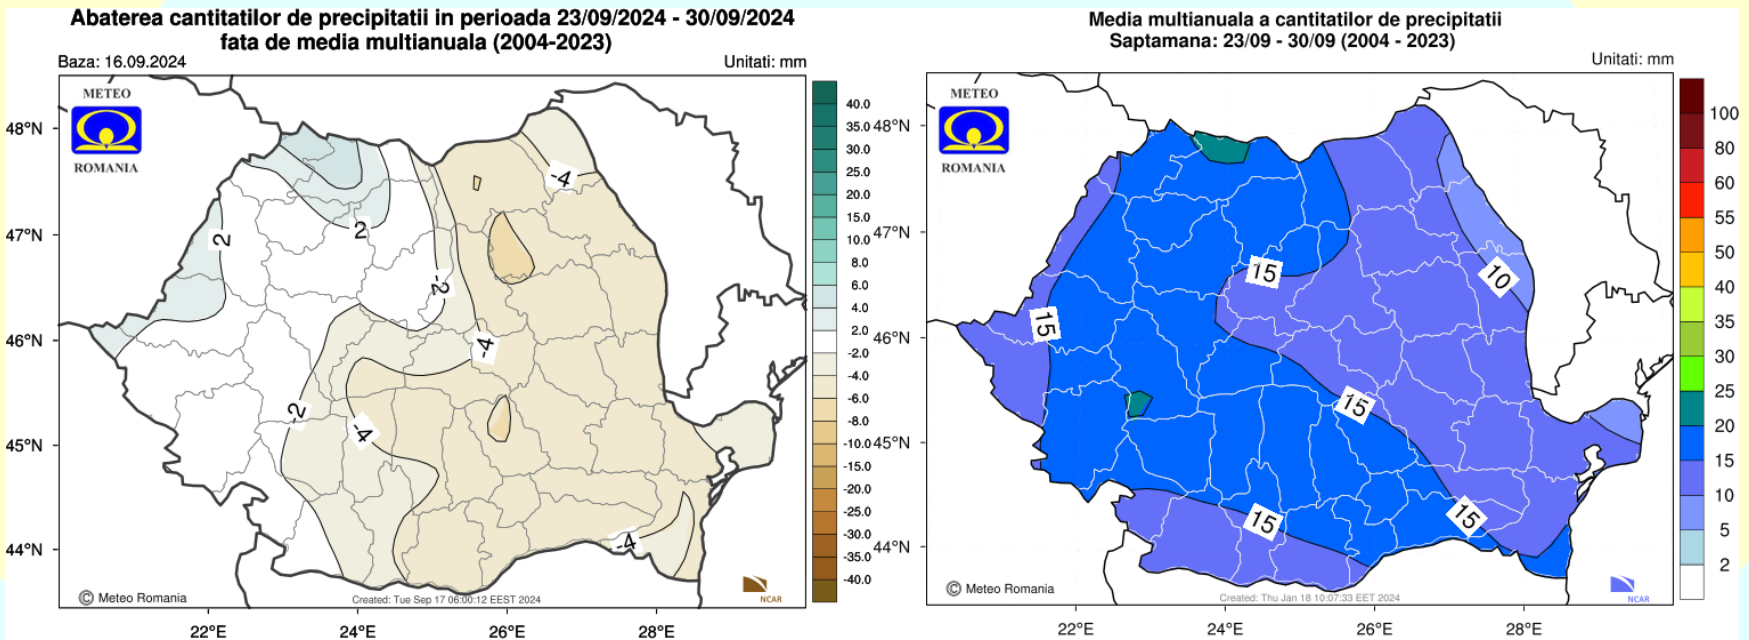 Abaterea cantitatilor de precipitatii in perioada 23/09/2024 - 30/09/2024
fata de media multianuala (2004-2023)
Baza: 16.09.2024
Unitati: mm
METEO
ROMANIA
48°N
47°N
46°N
45°N
44°N
22°E
24°E
26°E
28°E
2
2
-2
-4
-4
-2
-4
-4
40.0
35.0
30.0
25.0
20.0
15.0
10.0
8.0
6.0
4.0
2.0
-2.0
-4.0
-6.0
-8.0
-10.0
-15.0
-20.0
-25.0
-30.0
-35.0
-40.0
© Meteo Romania
Created: Tue Sep 17 06:00:12 EEST 2024
NCAR
Media multianuala a cantitatilor de precipitatii
Saptamana: 23/09 - 30/09 (2004 - 2023)
Unitati: mm
METEO
ROMANIA
48°N
47°N
46°N
45°N
44°N
22°E
24°E
26°E
28°E
15
10
15
15
15
15
100
80
60
55
50
40
35
30
25
20
15
10
5
2
© Meteo Romania
Created: Thu Jan 18 10:07:33 EET 2024
NCAR